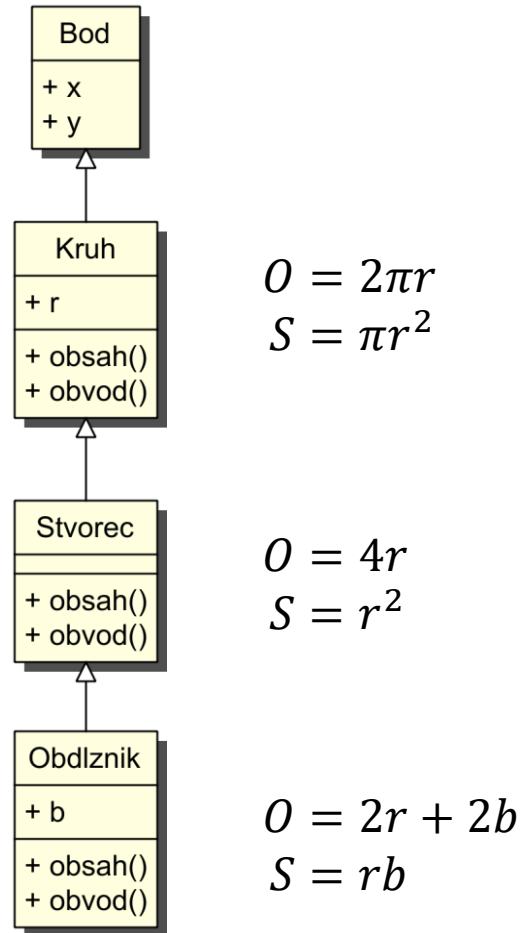 Bod
+ x
+ y
Kruh
+ r
+ obsah()
+ obvod()
O = 2πr
S = πr²
Stvorec
+ obsah()
+ obvod()
O = 4r
S = r²
Obdlznik
+ b
+ obsah()
+ obvod()
O = 2r + 2b
S = rb